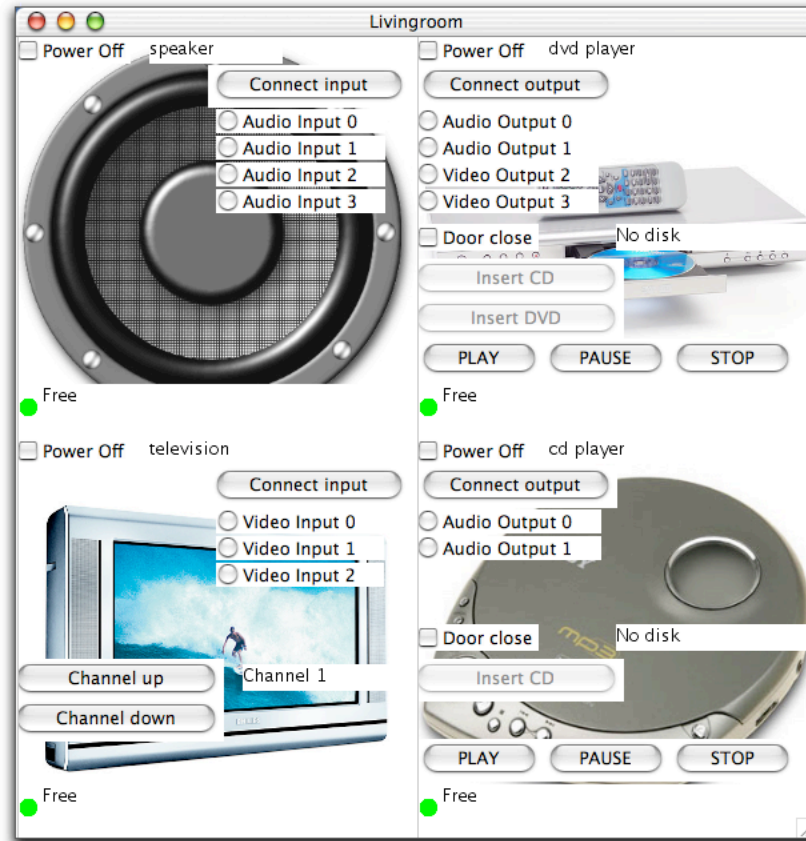 Livingroom
Power Off speaker
Connect input
Audio Input 0
Audio Input 1
Audio Input 2
Audio Input 3
Free
Power Off dvd player
Connect output
Audio Output 0
Audio Output 1
Video Output 2
Video Output 3
Door close No disk
Insert CD
Insert DVD
PLAY PAUSE STOP
Free
Power Off television
Connect input
Video Input 0
Video Input 1
Video Input 2
Channel up Channel 1
Channel down
Free
Power Off cd player
Connect output
Audio Output 0
Audio Output 1
Door close No disk
mp3
Insert CD
PLAY PAUSE STOP
Free